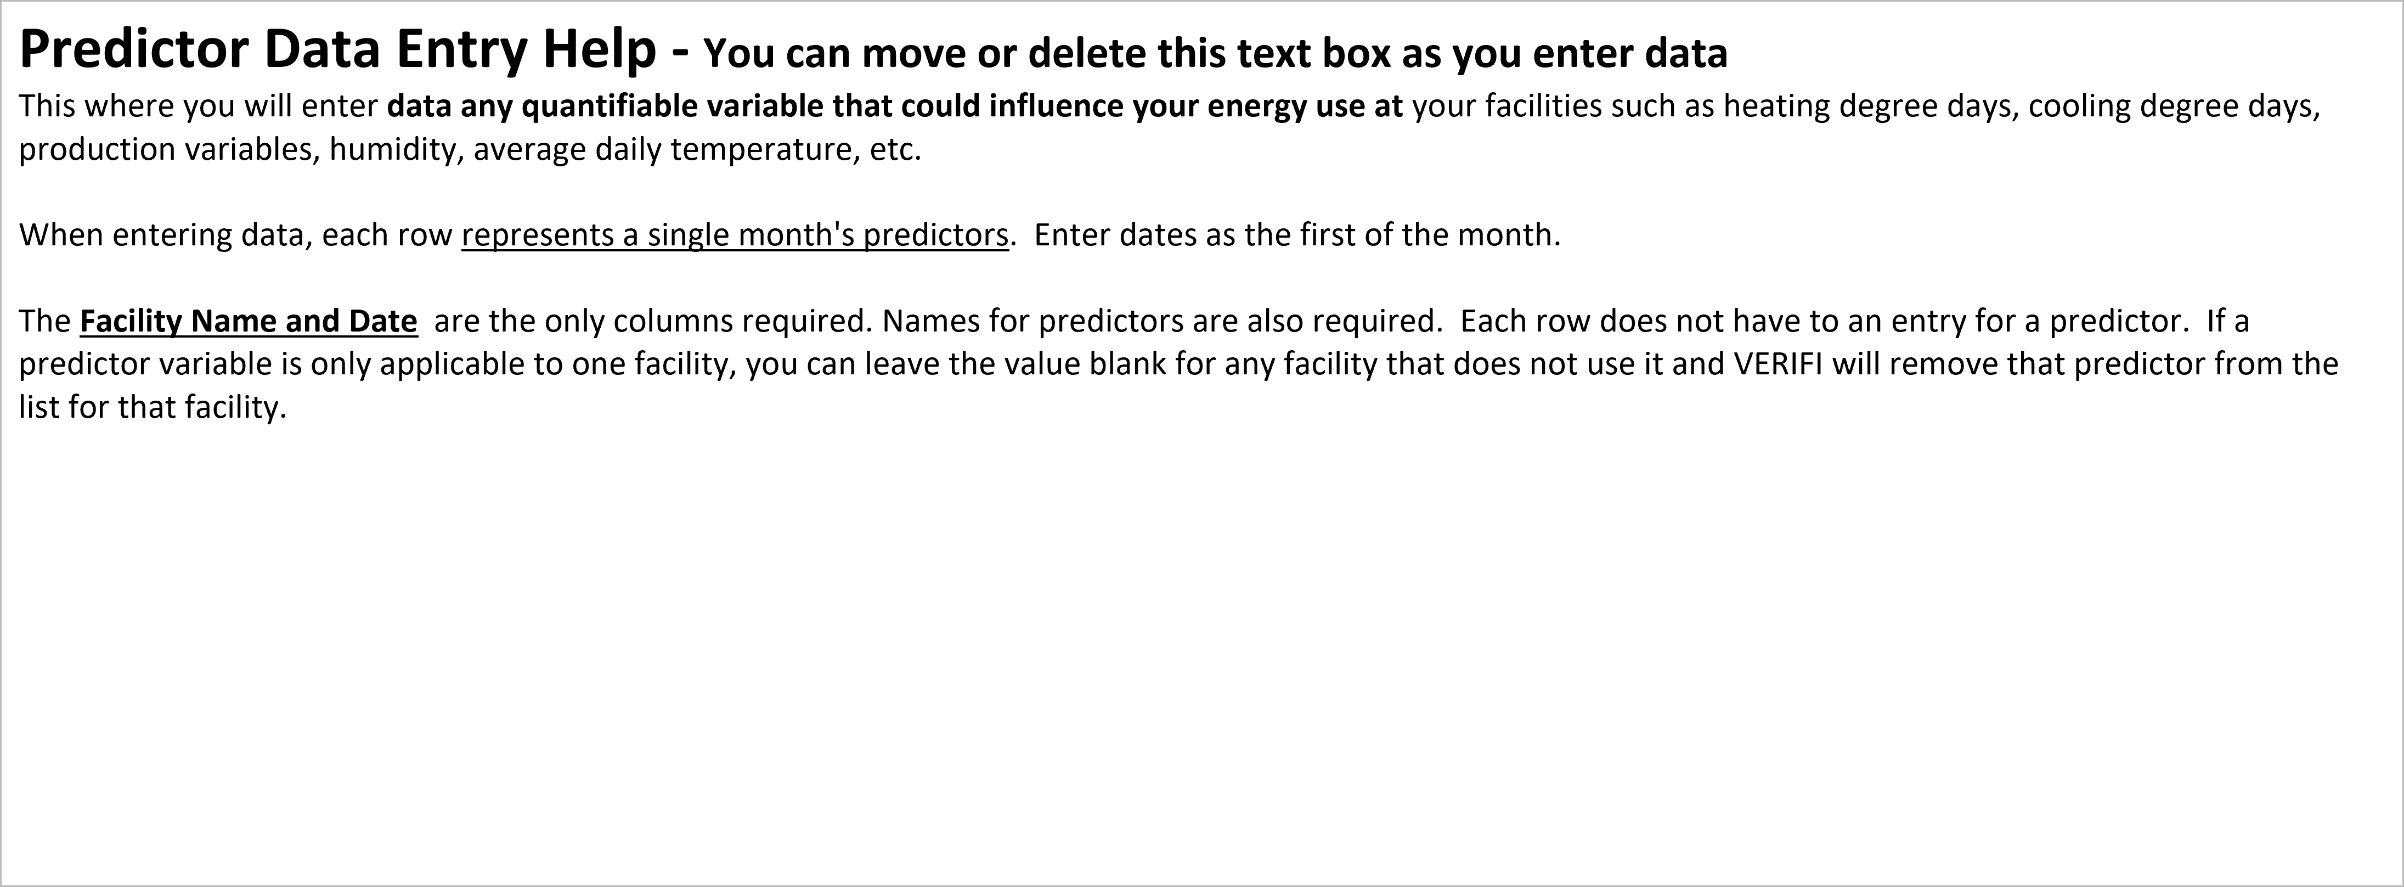 Predictor Data Entry Help - You can move or delete this text box as you enter data
This where you will enter data any quantifiable variable that could influence your energy use at your facilities such as heating degree days, cooling degree days,
production variables, humidity, average daily temperature, etc.
When entering data, each row represents a single month's predictors.  Enter dates as the first of the month.
The Facility Name and Date  are the only columns required. Names for predictors are also required.  Each row does not have to an entry for a predictor.  If a
predictor variable is only applicable to one facility, you can leave the value blank for any facility that does not use it and VERIFI will remove that predictor from the
list for that facility.